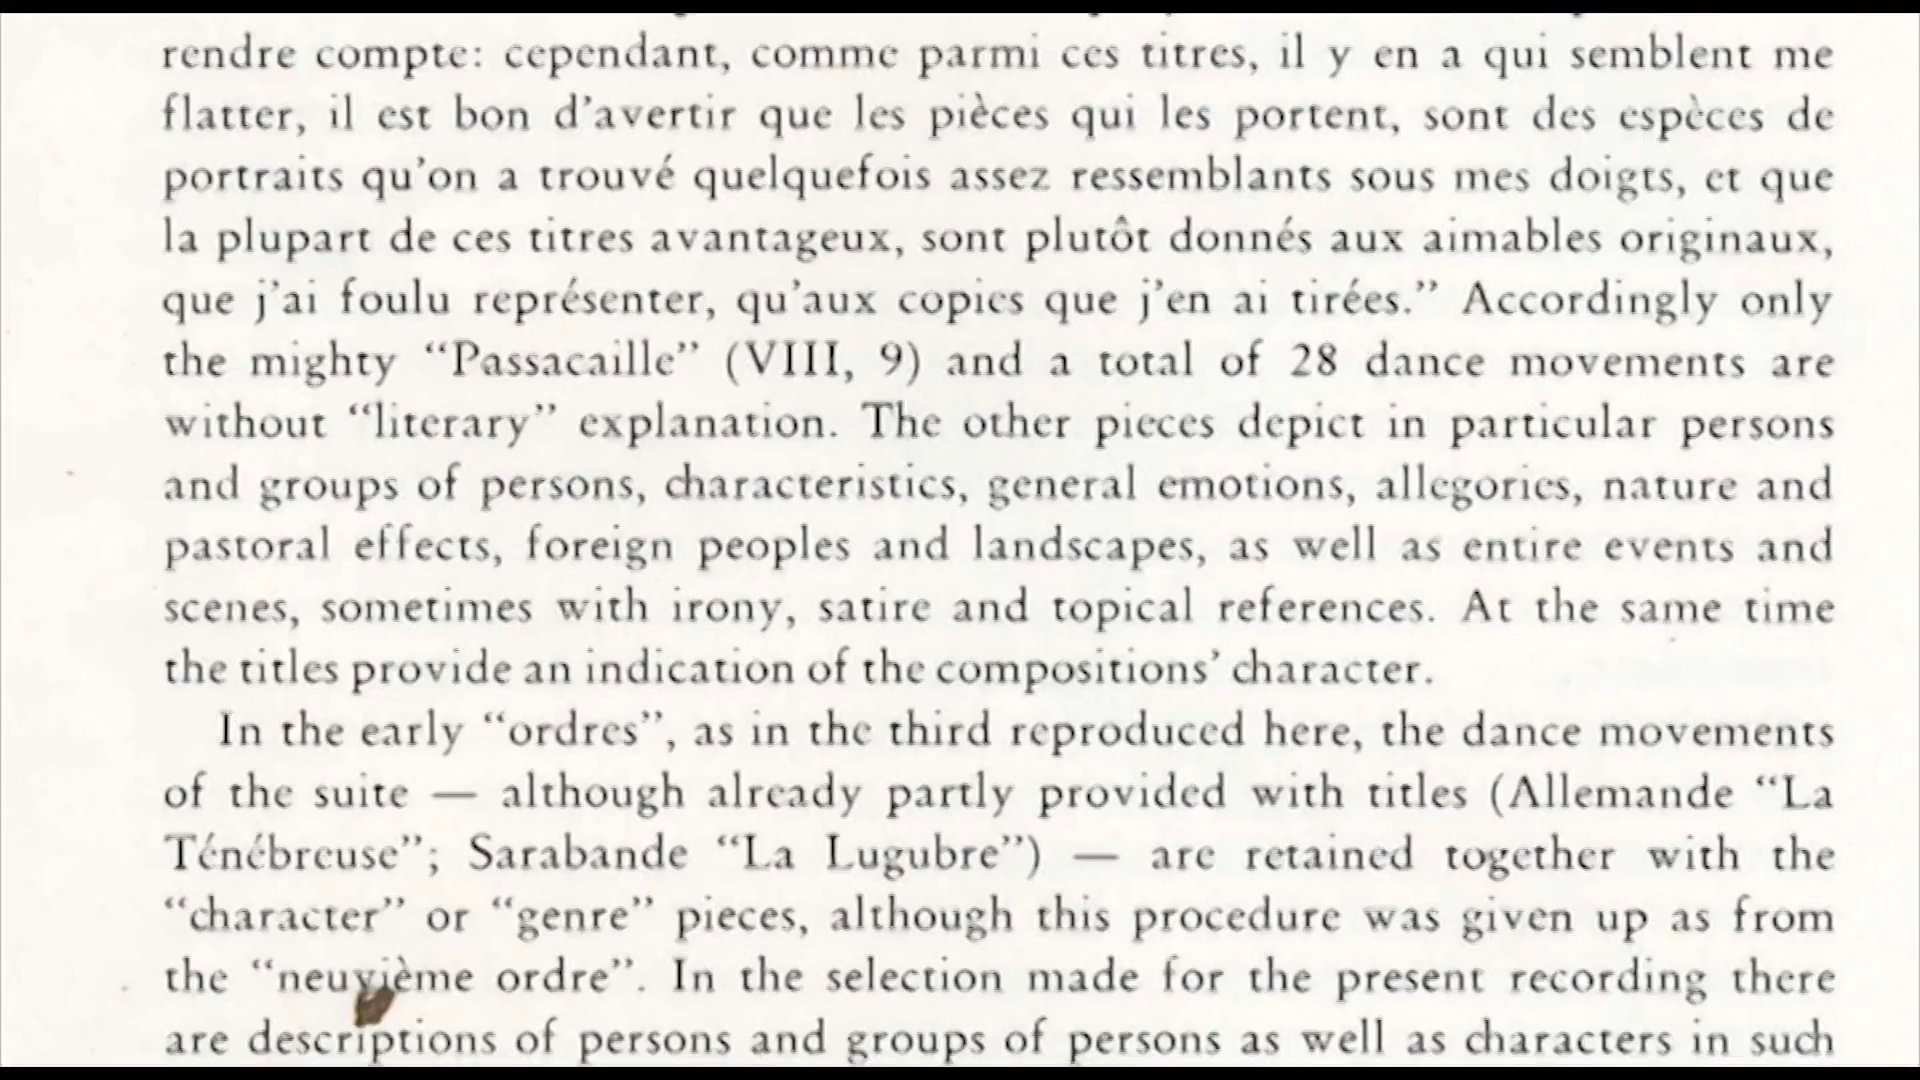 rendre compte: cependant, comme parmi ces titres, il y en a qui semblent me
flatter, il est bon d'avertir que les pièces qui les portent, sont des espèces de
portraits qu'on a trouvé quelquefois assez ressemblants sous mes doigts, et que
la plupart de ces titres avantageux, sont plutôt donnés aux aimables originaux,
que j'ai foulu représenter, qu'aux copies que j'en ai tirées.” Accordingly only
the mighty “Passacaille” (VIII, 9) and a total of 28 dance movements are
without “literary” explanation. The other pieces depict in particular persons
and groups of persons, characteristics, general emotions, allegories, nature and
pastoral effects, foreign peoples and landscapes, as well as entire events and
scenes, sometimes with irony, satire and topical references. At the same time
the titles provide an indication of the compositions' character.
In the early “ordres”, as in the third reproduced here, the dance movements
of the suite — although already partly provided with titles (Allemande “La
Ténébreuse”; Sarabande “La Lugubre”) — are retained together with the
“character” or “genre” pieces, although this procedure was given up as from
the “neuvième ordre”. In the selection made for the present recording there
are descriptions of persons and groups of persons as well as characters in such